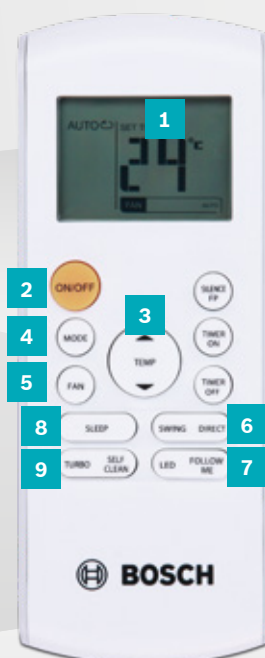 1
AUTO
SET T
24°c
FAN AUTO
2 ON/OFF
SILENCE
FP
3
4 MODE
TEMP
TIMER
ON
5 FAN
TIMER
OFF
8 SLEEP
SWING DIRECT 6
9 TURBO SELF
CLEAN
LED FOLLOW
ME 7
BOSCH